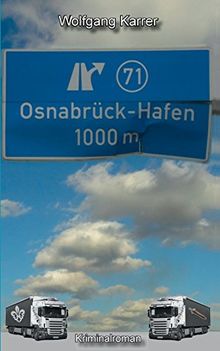 Wolfgang Karrer
71
Osnabrück-Hafen
1000 m
Kriminalroman